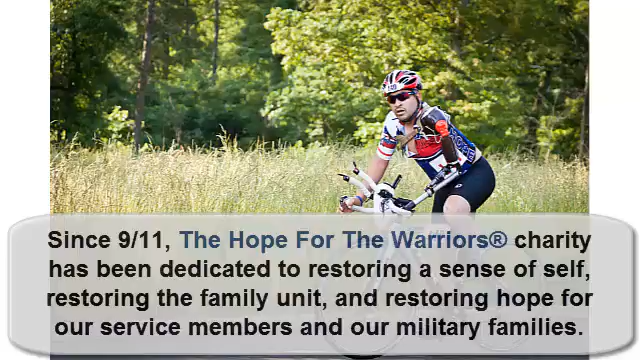 Since 9/11, The Hope For The Warriors® charity
has been dedicated to restoring a sense of self,
restoring the family unit, and restoring hope for
our service members and our military families.